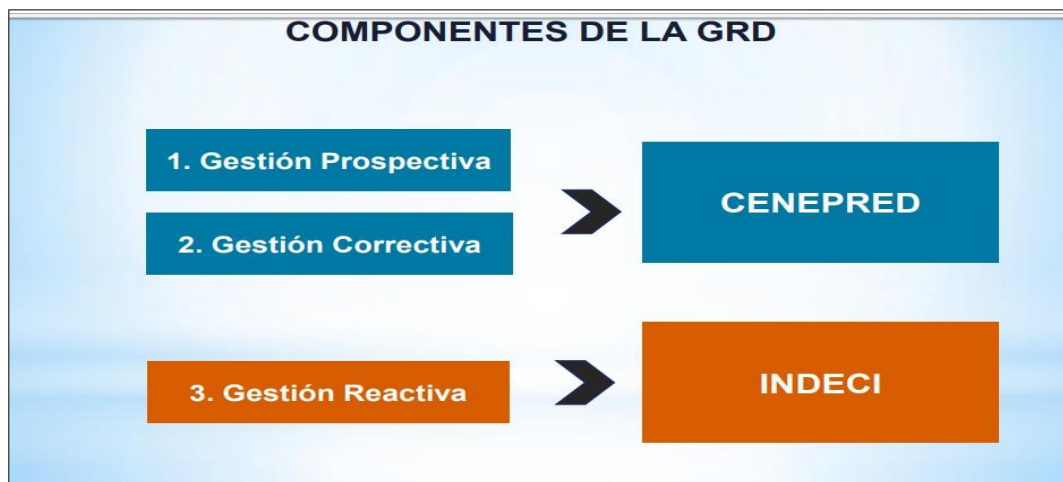 COMPONENTES DE LA GRD
1. Gestión Prospectiva
2. Gestión Correctiva
CENEPRED
3. Gestión Reactiva
INDECI